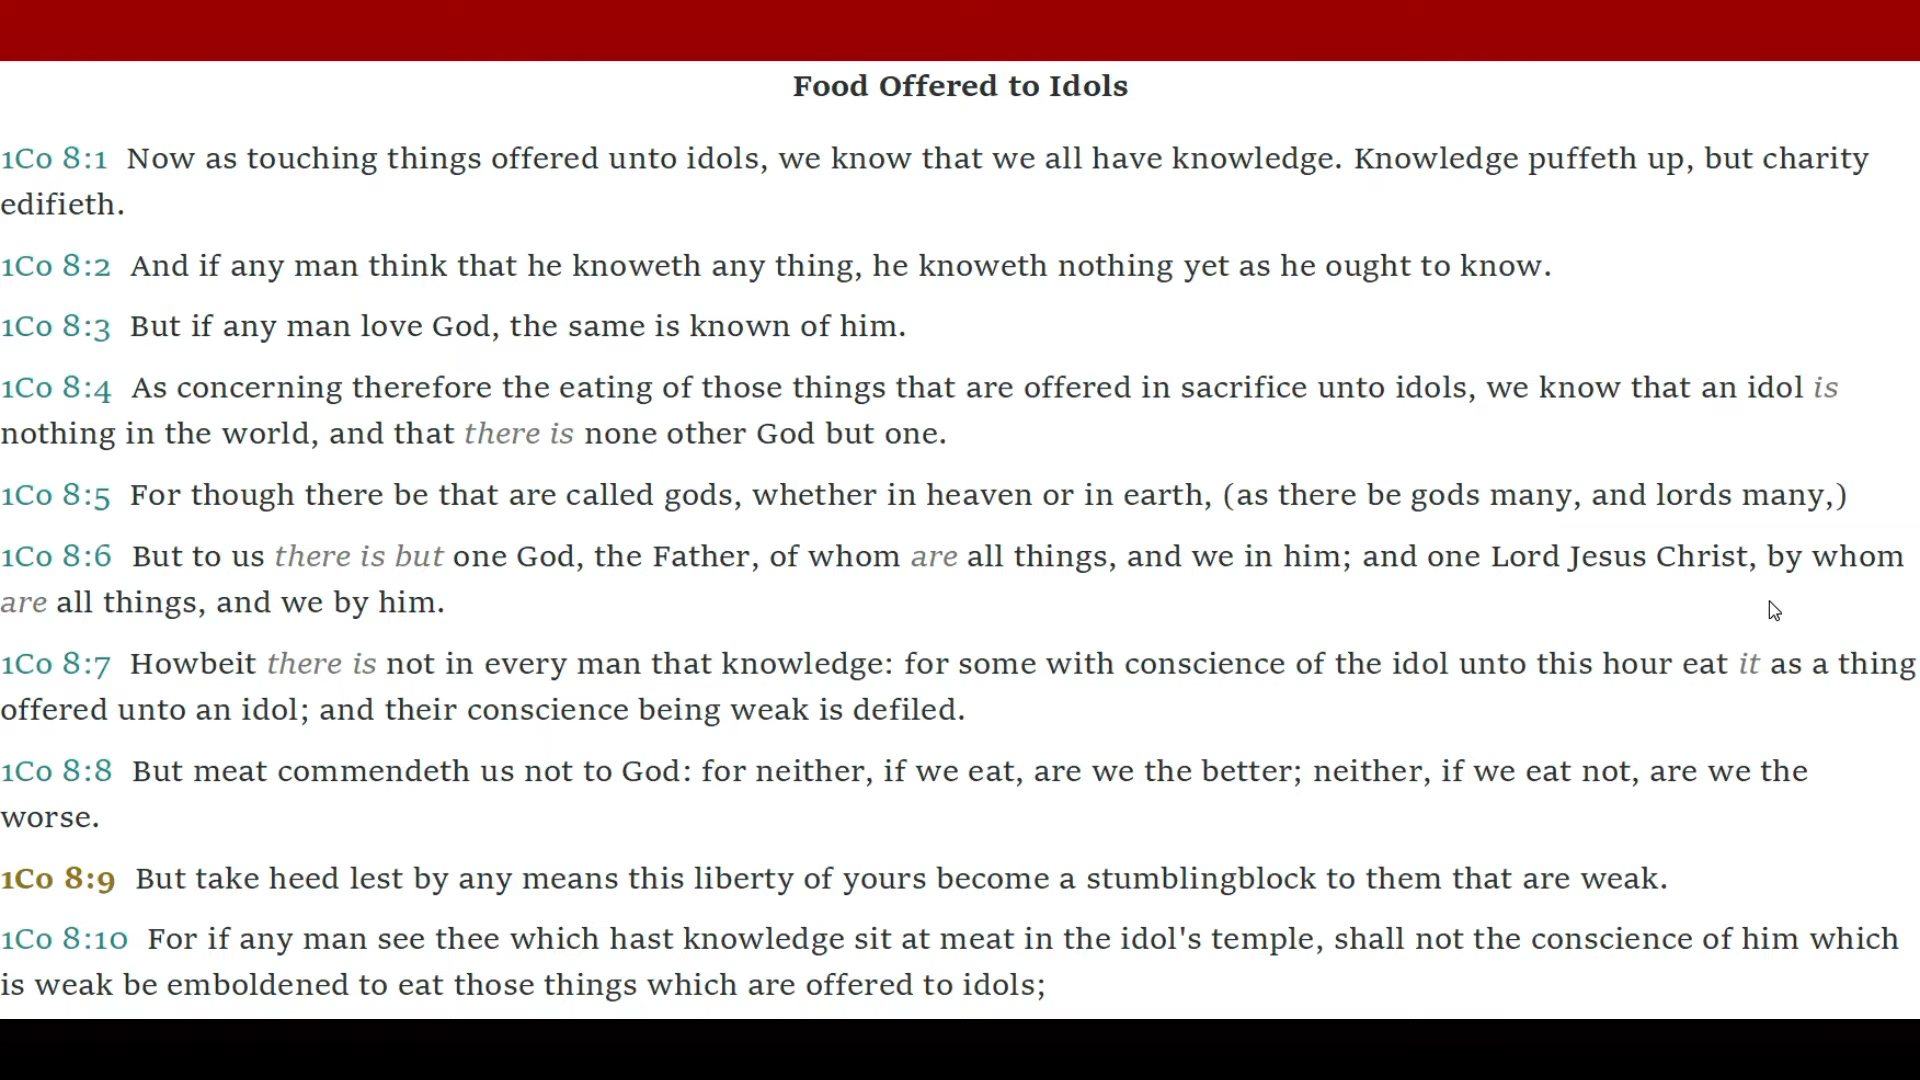 Food Offered to Idols
1Co 8:1 Now as touching things offered unto idols, we know that we all have knowledge. Knowledge puffeth up, but charity
edifieth.
1Co 8:2 And if any man think that he knoweth any thing, he knoweth nothing yet as he ought to know.
1Co 8:3 But if any man love God, the same is known of him.
1Co 8:4 As concerning therefore the eating of those things that are offered in sacrifice unto idols, we know that an idol is
nothing in the world, and that there is none other God but one.
1Co 8:5 For though there be that are called gods, whether in heaven or in earth, (as there be gods many, and lords many,)
1Co 8:6 But to us there is but one God, the Father, of whom are all things, and we in him; and one Lord Jesus Christ, by whom
are all things, and we by him.
1Co 8:7 Howbeit there is not in every man that knowledge: for some with conscience of the idol unto this hour eat it as a thing
offered unto an idol; and their conscience being weak is defiled.
1Co 8:8 But meat commendeth us not to God: for neither, if we eat, are we the better; neither, if we eat not, are we the
worse.
1Co 8:9 But take heed lest by any means this liberty of yours become a stumblingblock to them that are weak.
1Co 8:10 For if any man see thee which hast knowledge sit at meat in the idol's temple, shall not the conscience of him which
is weak be emboldened to eat those things which are offered to idols;